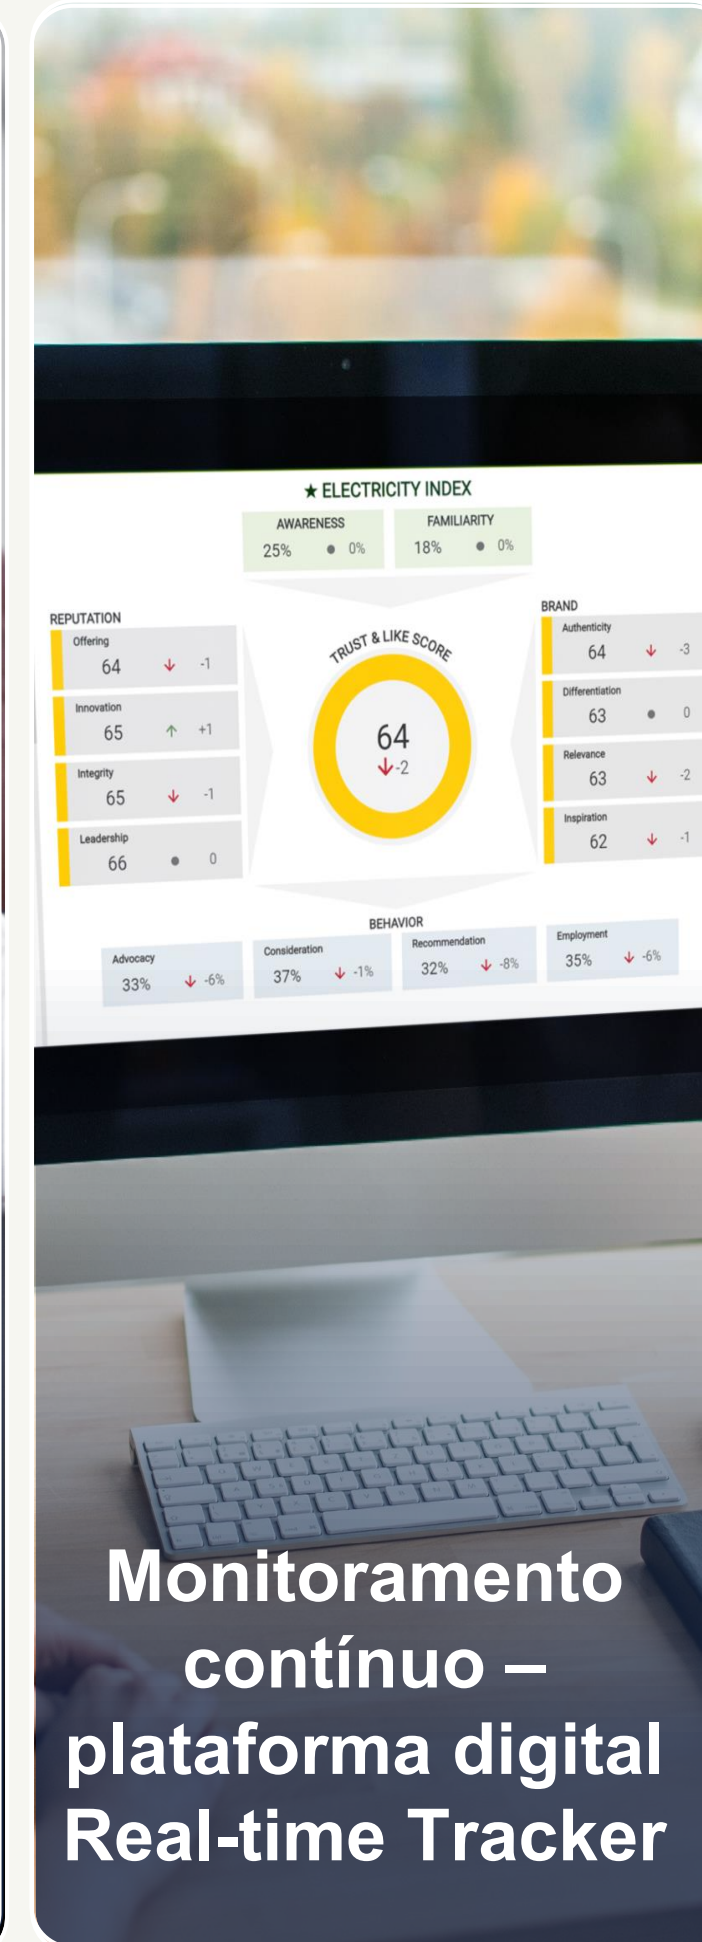 ★ ELECTRICITY INDEX
AWARENESS
25% ● 0%
FAMILIARITY
18% ● 0%
REPUTATION
Offering
64 ↓ -1
Innovation
65 ↑ +1
Integrity
65 ↓ -1
Leadership
66 ● 0
TRUST & LIKE SCORE
64
↓-2
BRAND
Authenticity
64 ↓ -3
Differentiation
63 ● 0
Relevance
63 ↓ -2
Inspiration
62 ↓ -1
BEHAVIOR
Advocacy
33% ↓ -6%
Consideration
37% ↓ -1%
Recommendation
32% ↓ -8%
Employment
35% ↓ -6%
Monitoramento
contínuo –
plataforma digital
Real-time Tracker